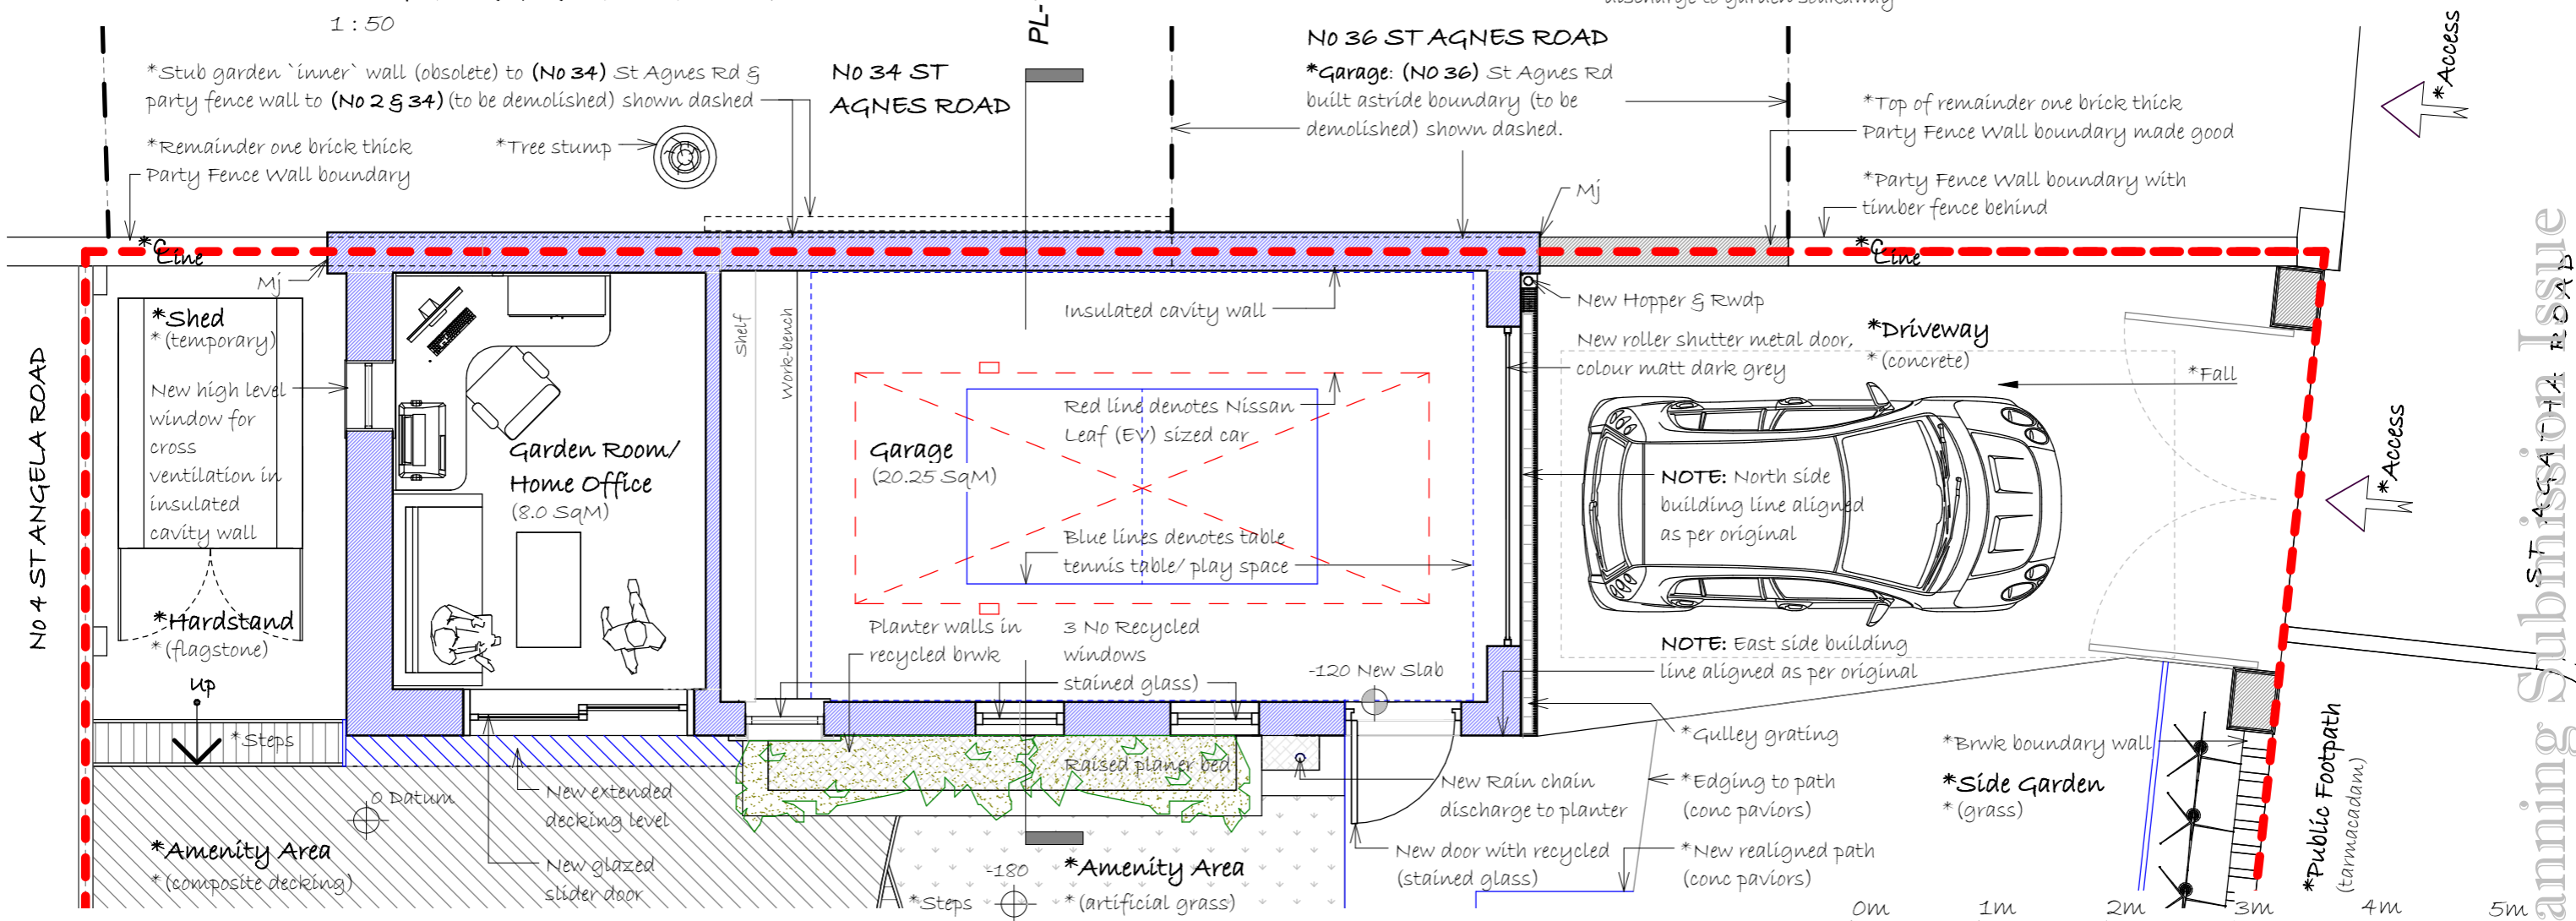 1 : 50
PL-
*Stub garden `inner` wall (obsolete) to (No 34) St Agnes Rd &
party fence wall to (No 2 & 34) (to be demolished) shown dashed
*Remainder one brick thick
Party Fence Wall boundary
*Tree stump
No 34 ST
AGNES ROAD
No 36 ST AGNES ROAD
*Garage: (NO 36) St Agnes Rd
built astride boundary (to be
demolished) shown dashed.
discharge to garden soakaway
*Top of remainder one brick thick
Party Fence Wall boundary made good
*Party Fence Wall boundary with
timber fence behind
*Access
Mj
Mj
Line
Line
NO 4 ST ANGELA ROAD
*Shed
*(temporary)
New high level
window for
cross
ventilation in
insulated
cavity wall
*Hardstand
*(flagstone)
Up
*Steps
Garden Room/
Home Office
(8.0 SqM)
Shelf
Work-bench
Insulated cavity wall
Garage
(20.25 SqM)
Red line denotes Nissan
Leaf (EV) sized car
Blue lines denotes table
tennis table/ play space
Planter walls in
recycled brwk
3 No Recycled
windows
stained glass)
-120 New Slab
New Hopper & Rwdp
New roller shutter metal door,
colour matt dark grey
*Driveway
*(concrete)
*Fall
NOTE: North side
building line aligned
as per original
NOTE: East side building
line aligned as per original
*Access
ST AGATHA ROAD
anning Submission Issue
0 Datum
New extended
decking level
New glazed
slider door
*Amenity Area
*(composite decking)
Raised planer bed
-180
*Steps
*Amenity Area
*(artificial grass)
New Rain chain
discharge to planter
New door with recycled
(stained glass)
*Gulley grating
*Edging to path
(conc paviors)
*New realigned path
(conc paviors)
*Brwk boundary wall
*Side Garden
*(grass)
*Public Footpath
(tarmacadam)
0m 1m 2m 3m 4m 5m